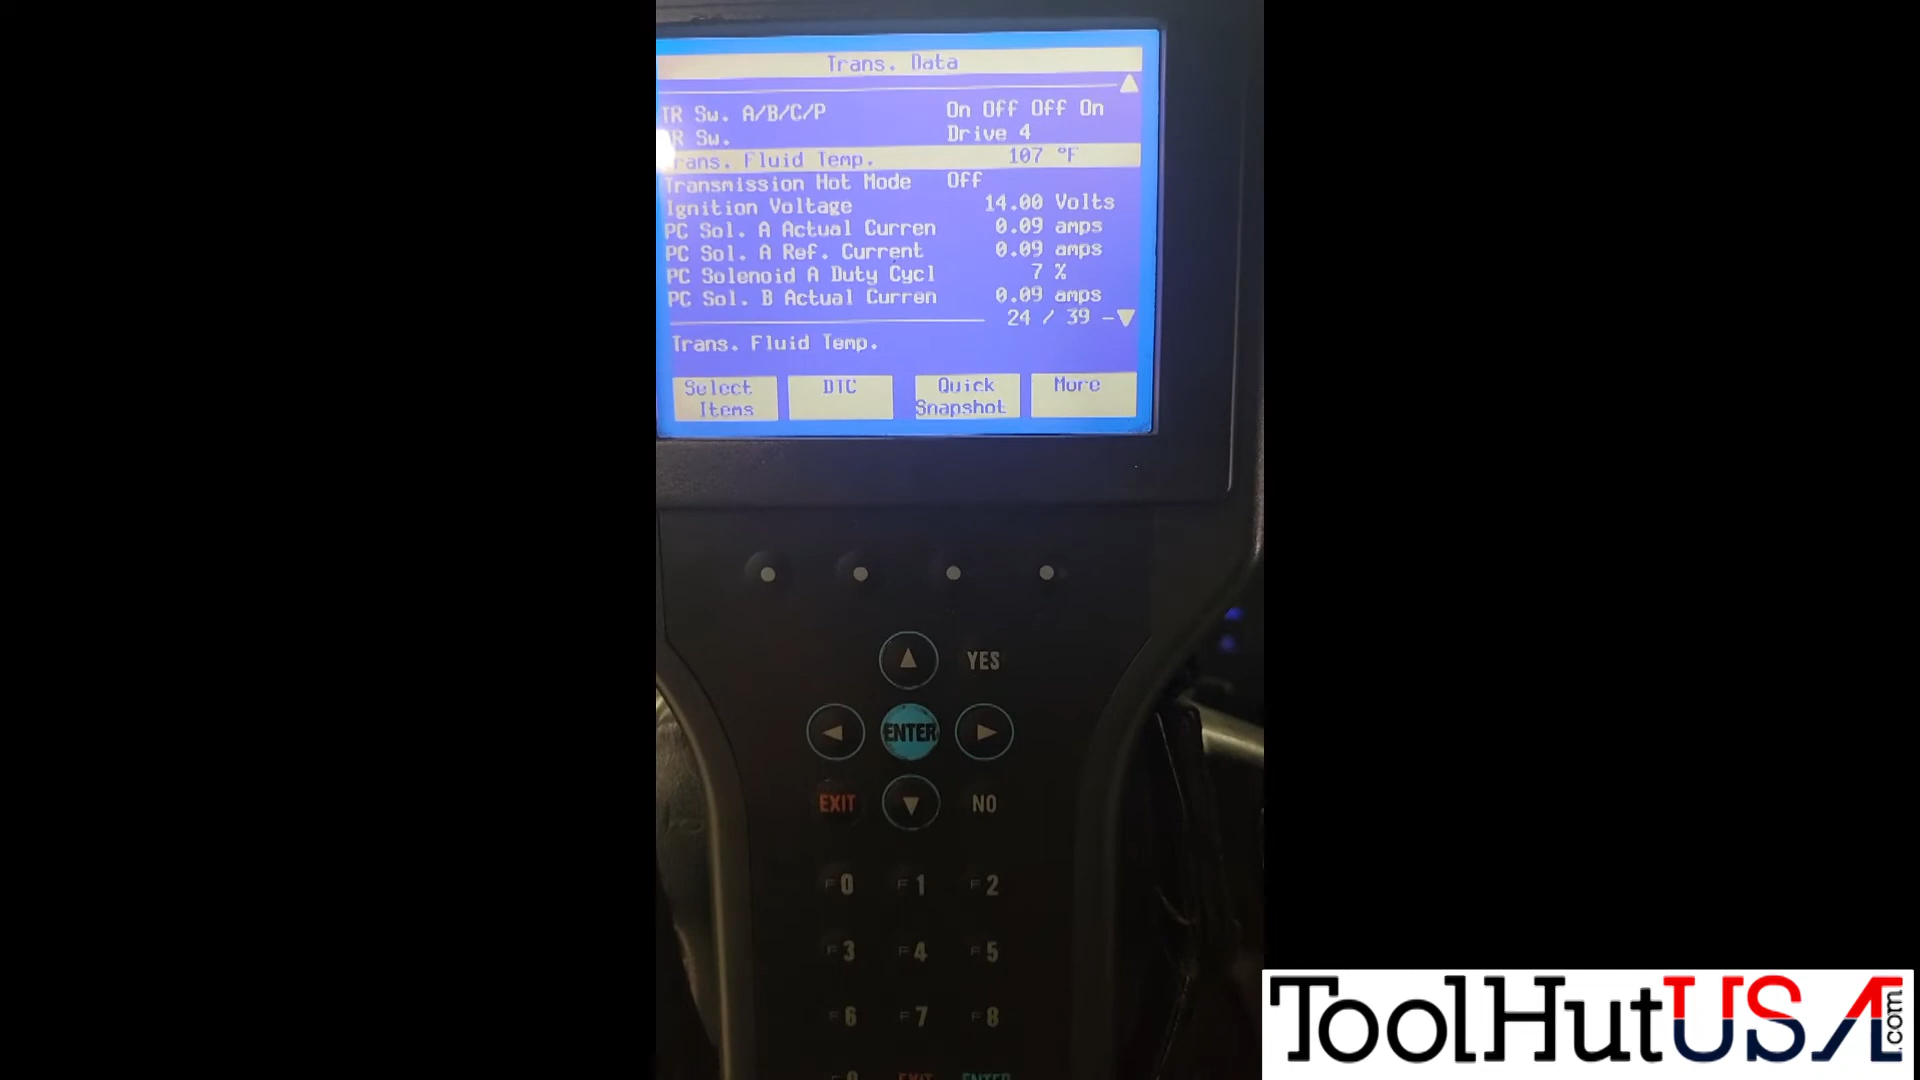 Trans. Data
TR Sw. A/B/C/P On Off Off On
R Sw. Drive 4
rans. Fluid Temp. 107 °F
Transmission Hot Mode Off
Ignition Voltage 14.00 Volts
PC Sol. A Actual Curren 0.09 amps
PC Sol. A Ref. Current 0.09 amps
PC Solenoid A Duty Cycl 7 %
PC Sol. B Actual Curren 0.09 amps
24 / 39
Trans. Fluid Temp.
Select Items
DTC
Quick Snapshot
More
YES
ENTER
EXIT
NO
F0 F1 F2
F3 F4 F5
F6 F7 F8
F9 EXIT ENTER
ToolHutUSA.com